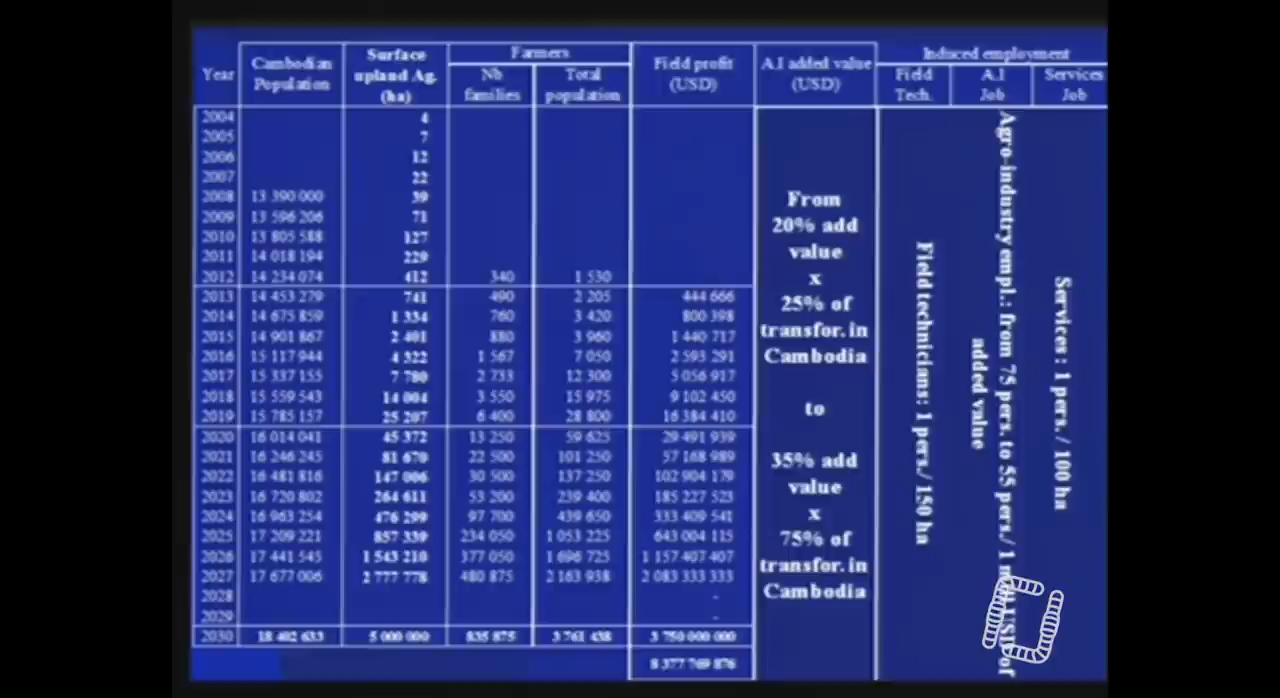 Year Cambodian Population Surface upland Ag. (ha) Farmers Nb families Total population Field profit (USD) A.I added value (USD) Induced employment Field Tech. A.I Job Services Job
2004 4
2005 7
2006 12
2007 22
2008 13 390 000 39
2009 13 596 206 71
2010 13 805 588 127
2011 14 018 194 229
2012 14 234 074 412 340 1 530
2013 14 453 279 741 490 2 205 444 666
2014 14 675 859 1 334 760 3 420 800 398
2015 14 901 867 2 401 880 3 960 1 440 717
2016 15 117 944 4 322 1 567 7 050 2 593 291
2017 15 337 155 7 780 2 733 12 300 5 056 917
2018 15 559 543 14 004 3 550 15 975 9 102 450
2019 15 785 157 25 207 6 400 28 800 16 384 410
2020 16 014 041 45 372 13 250 59 625 29 491 939
2021 16 246 245 81 670 22 500 101 250 57 168 989
2022 16 481 816 147 006 30 500 137 250 102 904 179
2023 16 720 802 264 611 53 200 239 400 185 227 523
2024 16 963 254 476 299 97 700 439 650 333 409 541
2025 17 209 221 857 339 234 050 1 053 225 643 004 115
2026 17 441 545 1 543 210 377 050 1 696 725 1 157 407 407
2027 17 677 006 2 777 778 480 875 2 163 938 2 083 333 333
2028 -
2029 -
2030 18 402 633 5 000 000 835 875 3 761 438 3 750 000 000
8 377 769 876
From
20% add
value
x
25% of
transfor. in
Cambodia
to
35% add
value
x
75% of
transfor. in
Cambodia
Field technicians: 1 pers./ 150 ha
Agro-industry empl.: from 75 pers. to 55 pers./ 1 USD of
added value
Services : 1 pers. / 100 ha